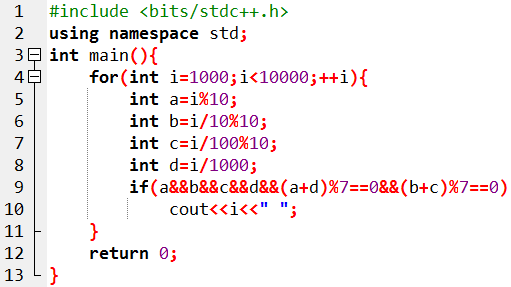 1 #include <bits/stdc++.h>
2 using namespace std;
3 int main(){
4     for(int i=1000;i<10000;++i){
5         int a=i%10;
6         int b=i/10%10;
7         int c=i/100%10;
8         int d=i/1000;
9         if(a&&b&&c&&d&&(a+d)%7==0&&(b+c)%7==0)
10             cout<<i<<" ";
11     }
12     return 0;
13 }